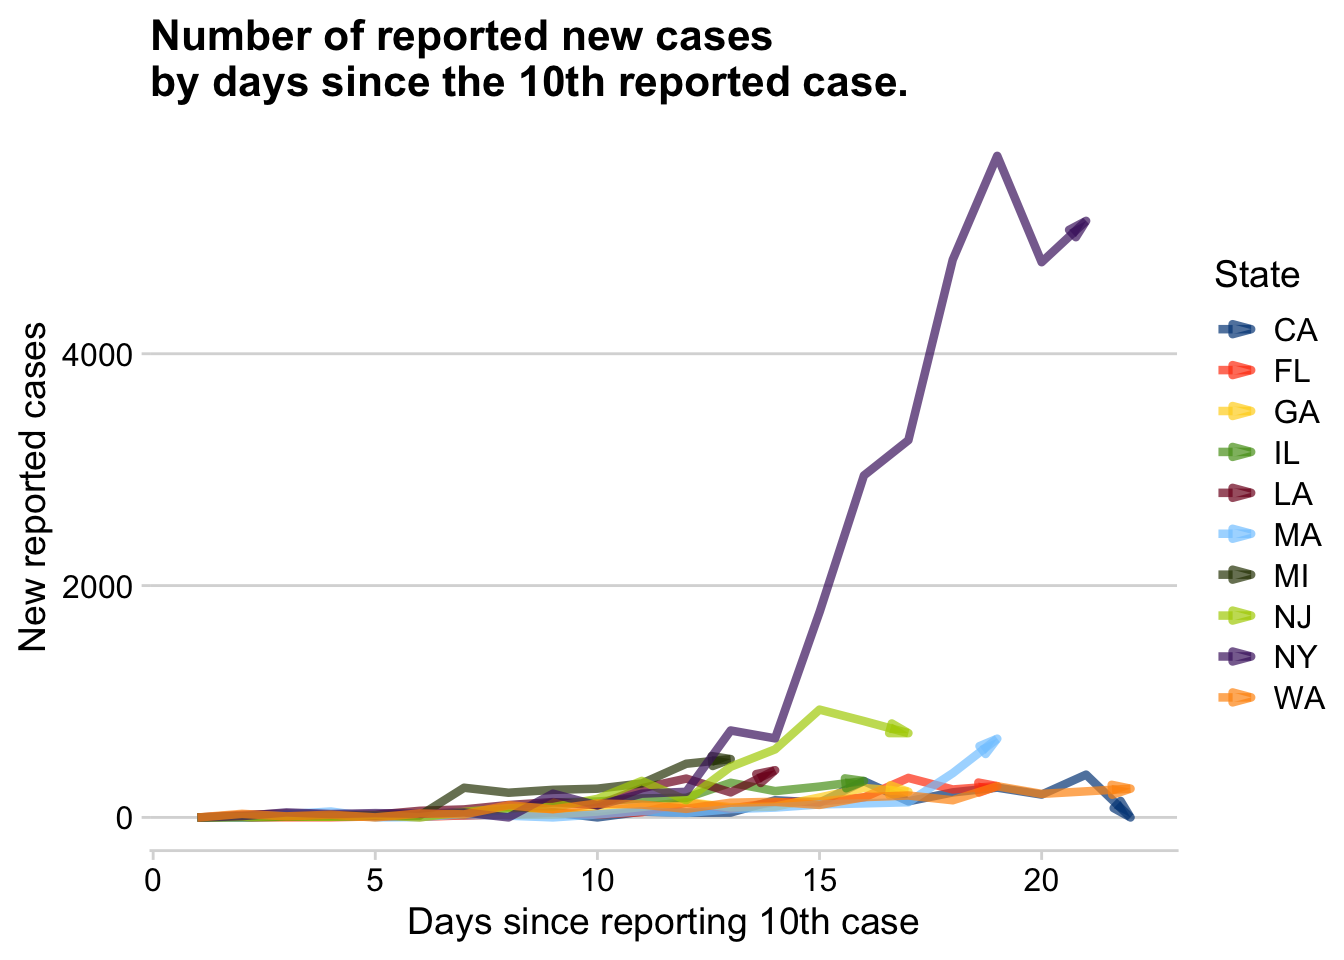 Number of reported new cases
by days since the 10th reported case.
New reported cases
4000
2000
0
0 5 10 15 20
Days since reporting 10th case
State
CA
FL
GA
IL
LA
MA
MI
NJ
NY
WA